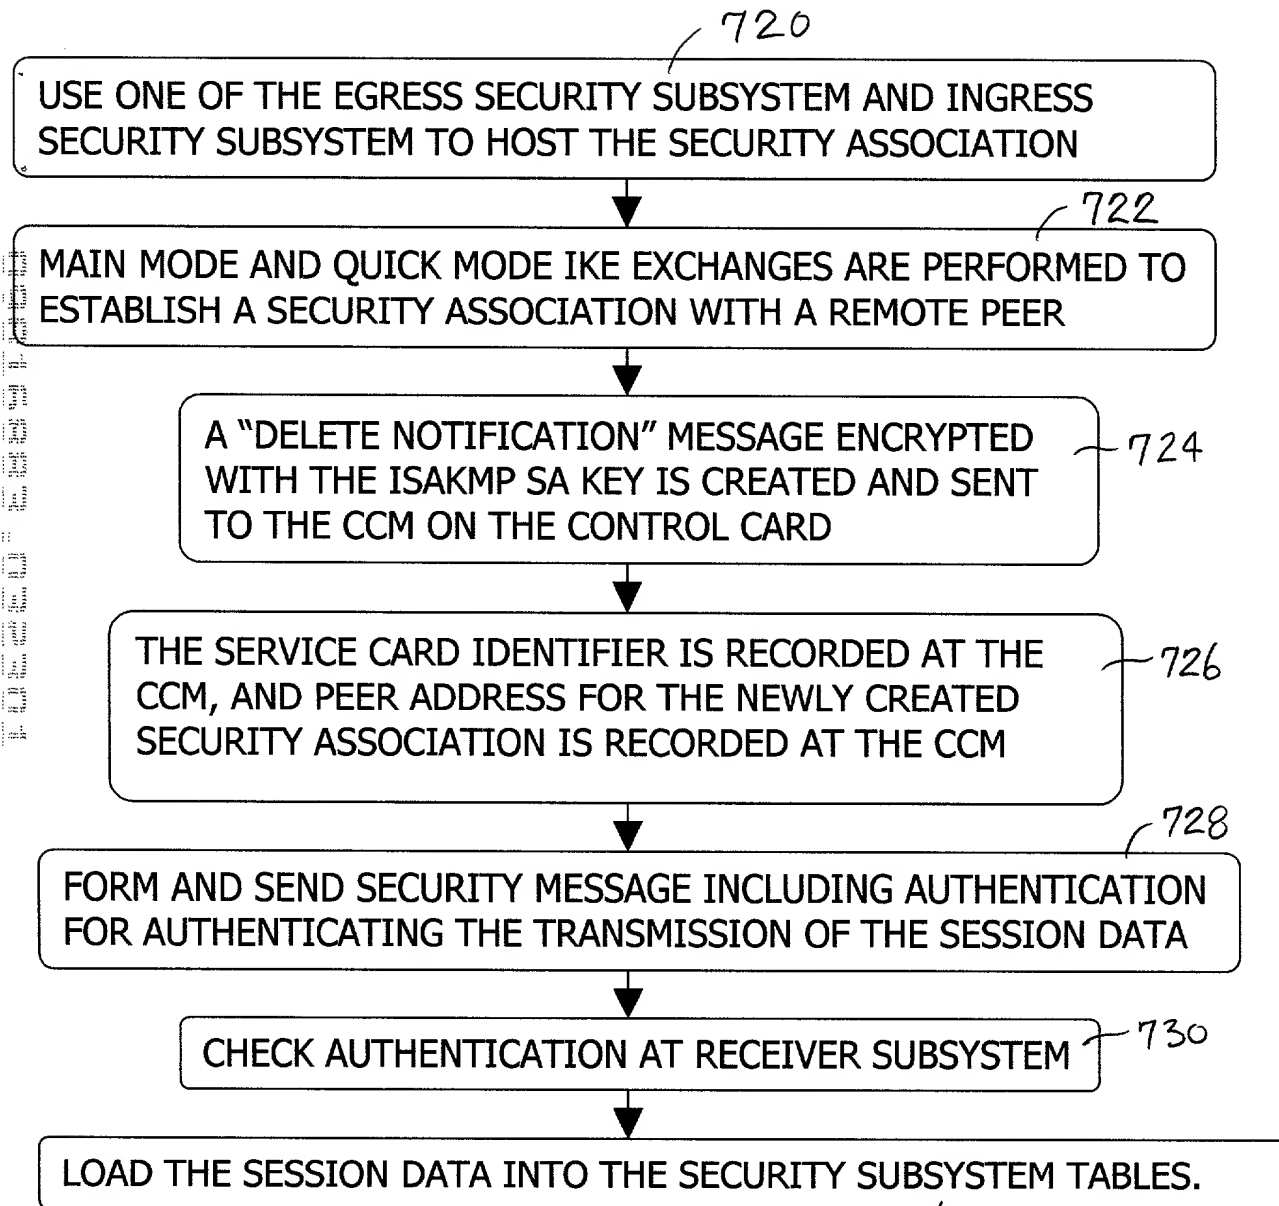 720
USE ONE OF THE EGRESS SECURITY SUBSYSTEM AND INGRESS
SECURITY SUBSYSTEM TO HOST THE SECURITY ASSOCIATION
722
MAIN MODE AND QUICK MODE IKE EXCHANGES ARE PERFORMED TO
ESTABLISH A SECURITY ASSOCIATION WITH A REMOTE PEER
A “DELETE NOTIFICATION” MESSAGE ENCRYPTED
WITH THE ISAKMP SA KEY IS CREATED AND SENT
TO THE CCM ON THE CONTROL CARD
724
THE SERVICE CARD IDENTIFIER IS RECORDED AT THE
CCM, AND PEER ADDRESS FOR THE NEWLY CREATED
SECURITY ASSOCIATION IS RECORDED AT THE CCM
726
728
FORM AND SEND SECURITY MESSAGE INCLUDING AUTHENTICATION
FOR AUTHENTICATING THE TRANSMISSION OF THE SESSION DATA
CHECK AUTHENTICATION AT RECEIVER SUBSYSTEM
730
LOAD THE SESSION DATA INTO THE SECURITY SUBSYSTEM TABLES.